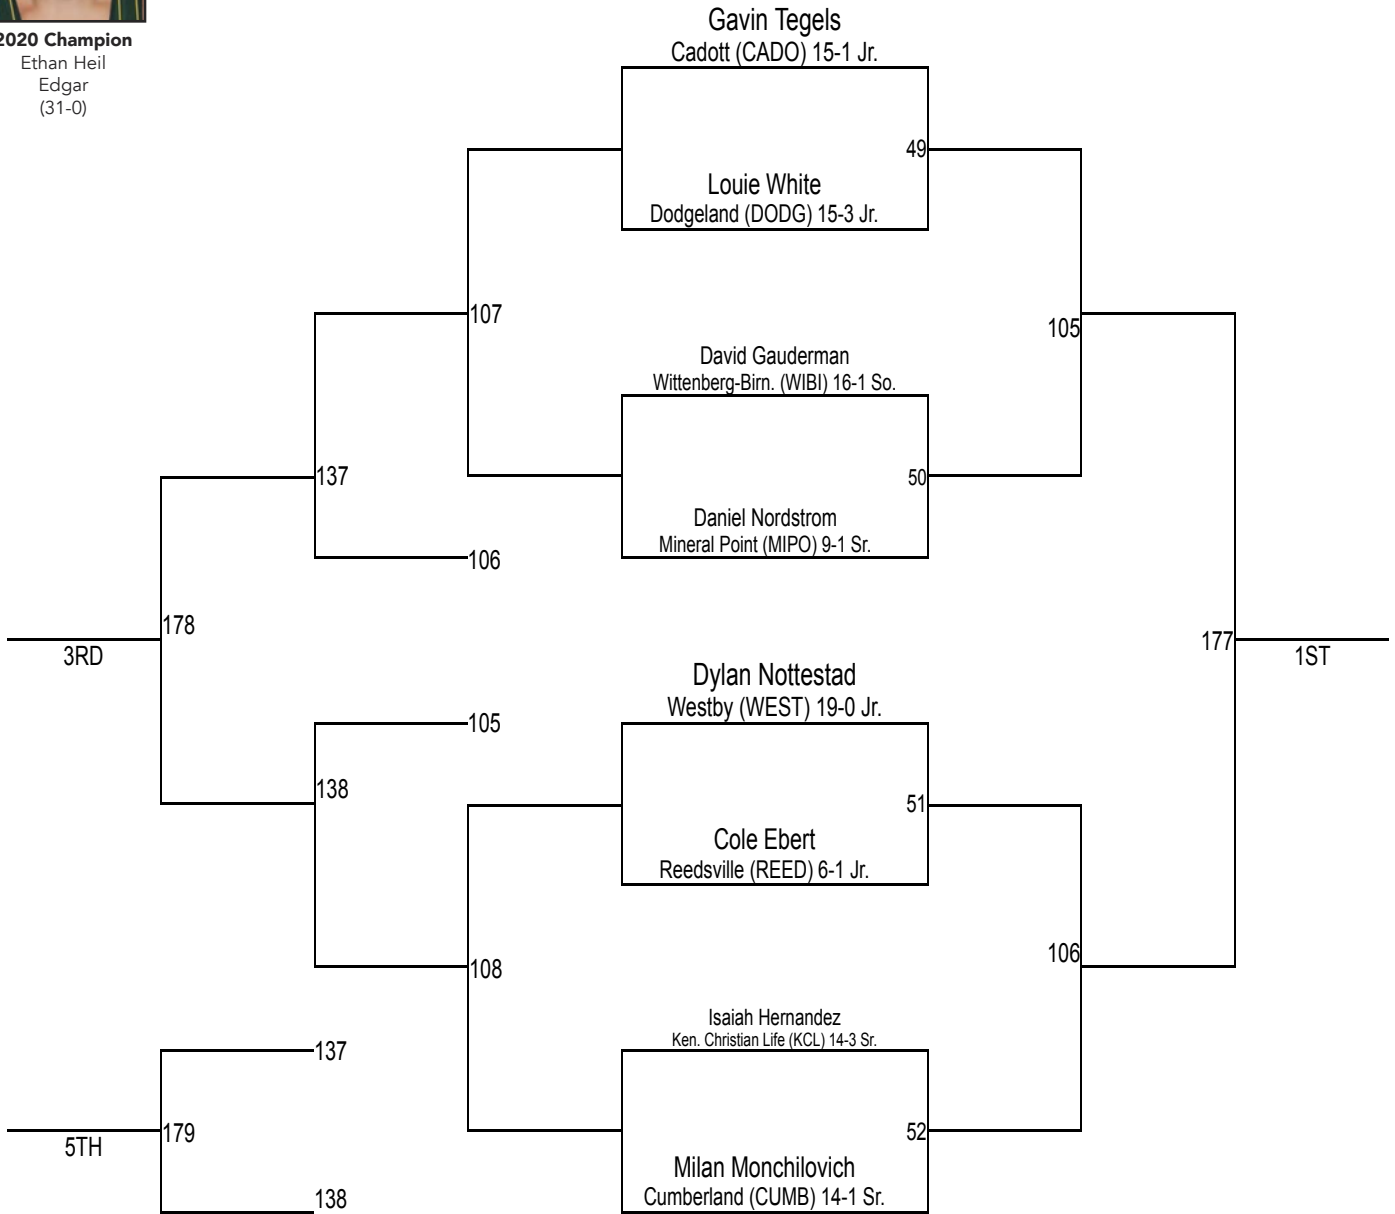 2020 Champion
Ethan Heil
Edgar
(31-0)
Gavin Tegels
Cadott (CADO) 15-1 Jr.
49
Louie White
Dodgeland (DODG) 15-3 Jr.
107
105
David Gauderman
Wittenberg-Birn. (WIBI) 16-1 So.
137
50
Daniel Nordstrom
Mineral Point (MIPO) 9-1 Sr.
106
178
3RD
177
1ST
Dylan Nottestad
Westby (WEST) 19-0 Jr.
105
138
51
Cole Ebert
Reedsville (REED) 6-1 Jr.
108
106
Isaiah Hernandez
Ken. Christian Life (KCL) 14-3 Sr.
137
179
5TH
52
Milan Monchilovich
Cumberland (CUMB) 14-1 Sr.
138